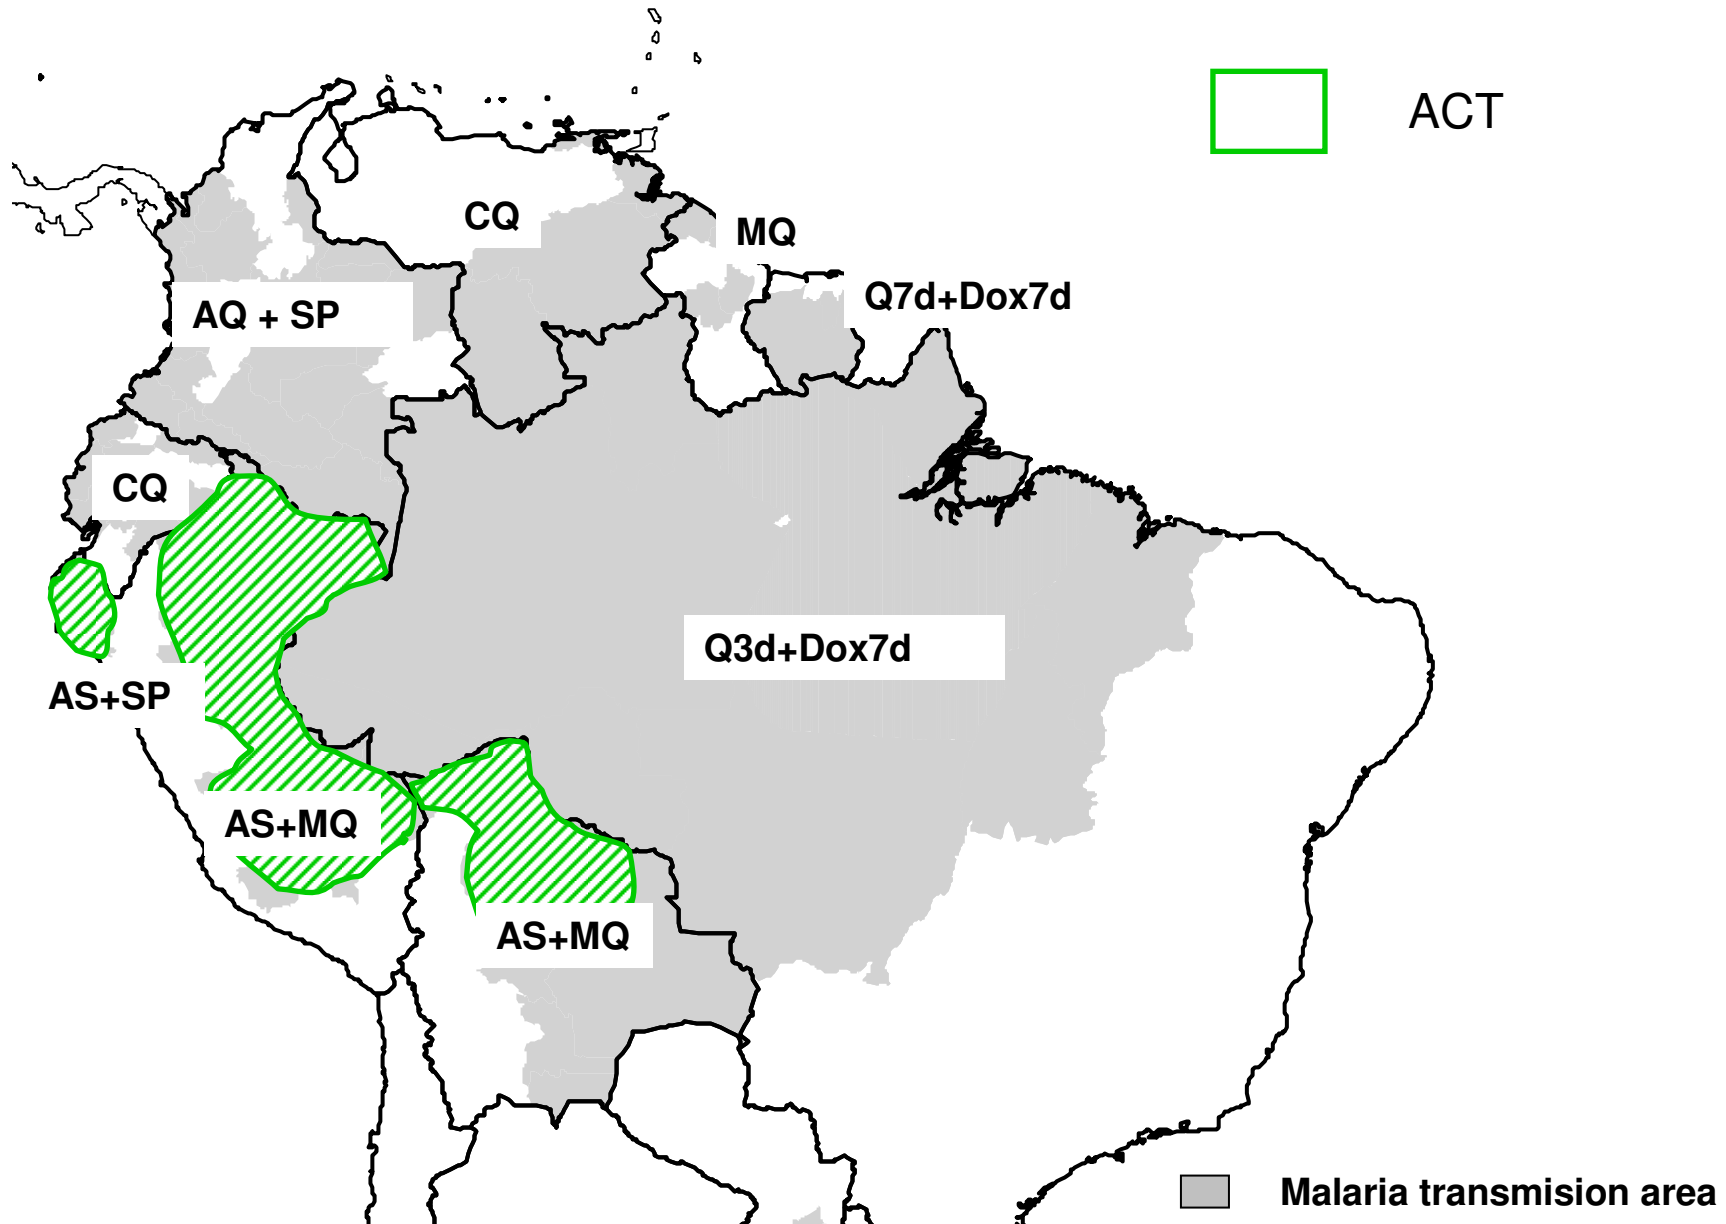 ACT
CQ
MQ
Q7d+Dox7d
AQ + SP
CQ
Q3d+Dox7d
AS+SP
AS+MQ
AS+MQ
Malaria transmision area